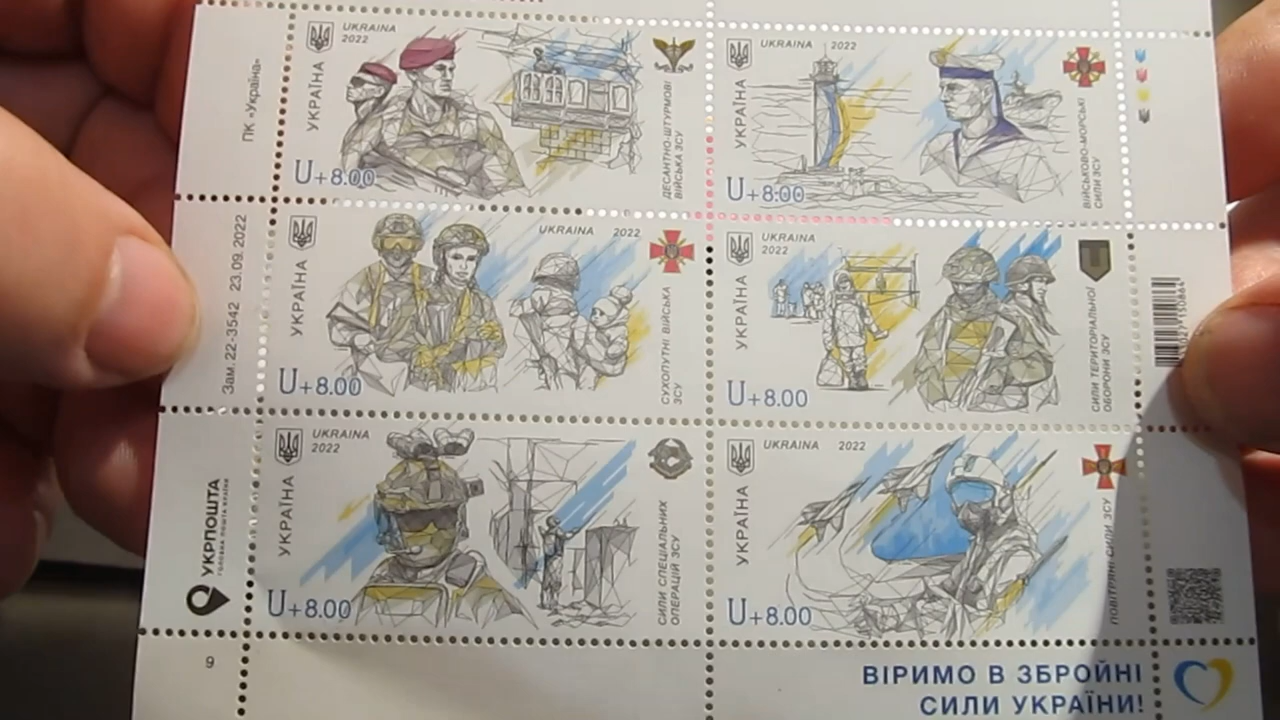 ПК «Україна»
UKRAINA
2022
УКРАЇНА
U+8.00
ДЕСАНТНО-ШТУРМОВІ
ВІЙСЬКА ЗСУ
UKRAINA 2022
УКРАЇНА
U+8.00
ВІЙСЬКОВО-МОРСЬКІ
СИЛИ ЗСУ
Зам. 22-3542 23.09.2022
UKRAINA 2022
УКРАЇНА
U+8.00
СУХОПУТНІ ВІЙСЬКА
ЗСУ
UKRAINA
2022
УКРАЇНА
U+8.00
СИЛИ ТЕРИТОРІАЛЬНОЇ
ОБОРОНИ ЗСУ
УКРПОШТА
ГОЛОВНА ПОШТА КРАЇНИ
UKRAINA
2022
УКРАЇНА
U+8.00
СИЛИ СПЕЦІАЛЬНИХ
ОПЕРАЦІЙ ЗСУ
UKRAINA 2022
УКРАЇНА
U+8.00
ПОВІТРЯНІ СИЛИ ЗСУ
9
ВІРИМО В ЗБРОЙНІ
СИЛИ УКРАЇНИ!